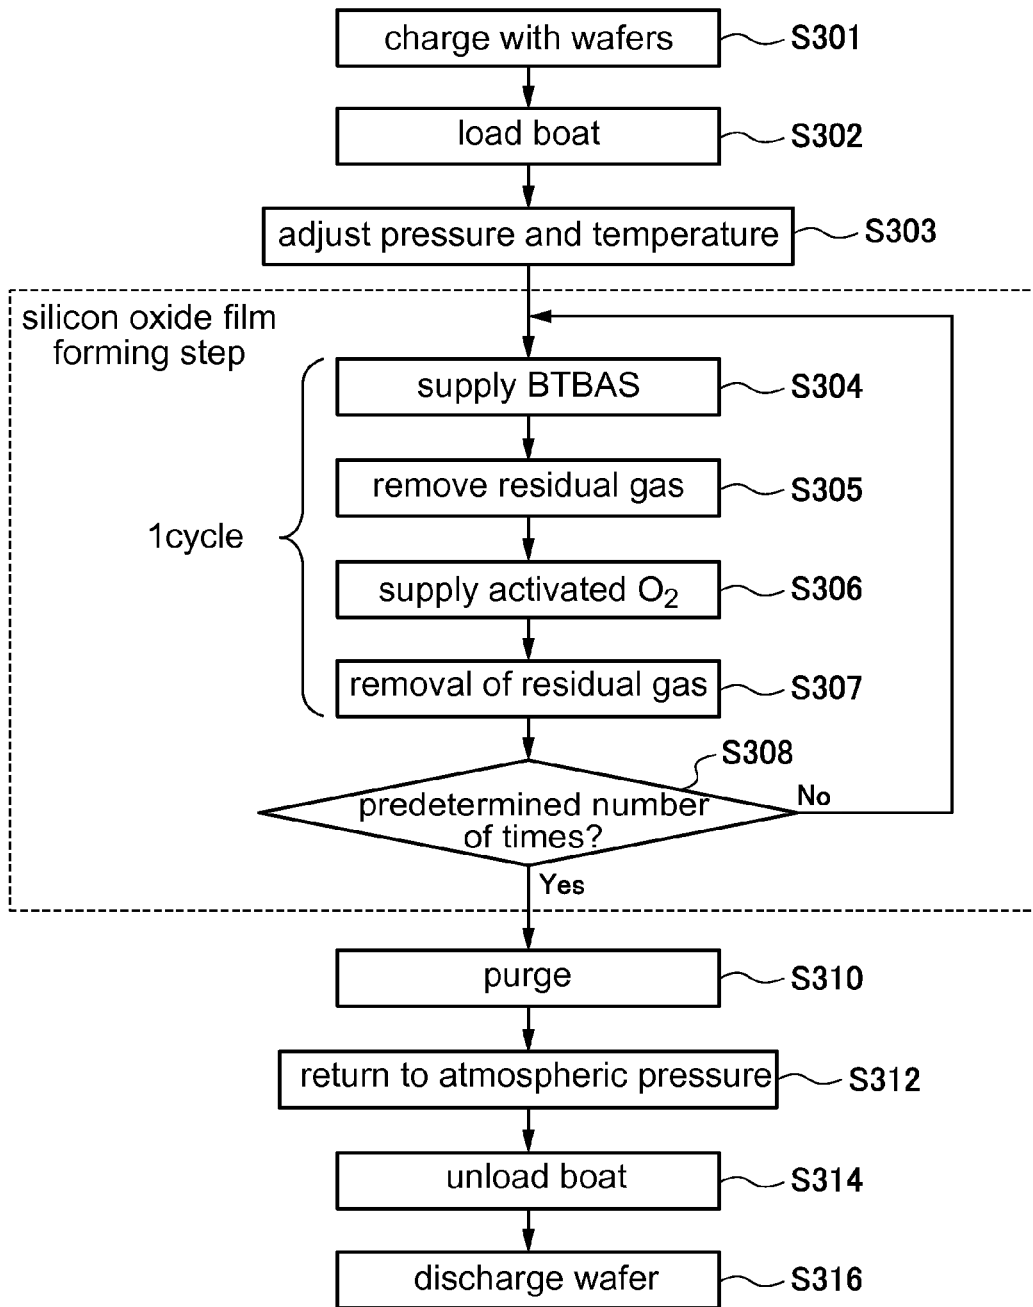 charge with wafers
S301
load boat
S302
adjust pressure and temperature
S303
silicon oxide film
forming step
supply BTBAS
S304
remove residual gas
S305
1cycle
supply activated O₂
S306
removal of residual gas
S307
S308
predetermined number
of times?
No
Yes
purge
S310
return to atmospheric pressure
S312
unload boat
S314
discharge wafer
S316